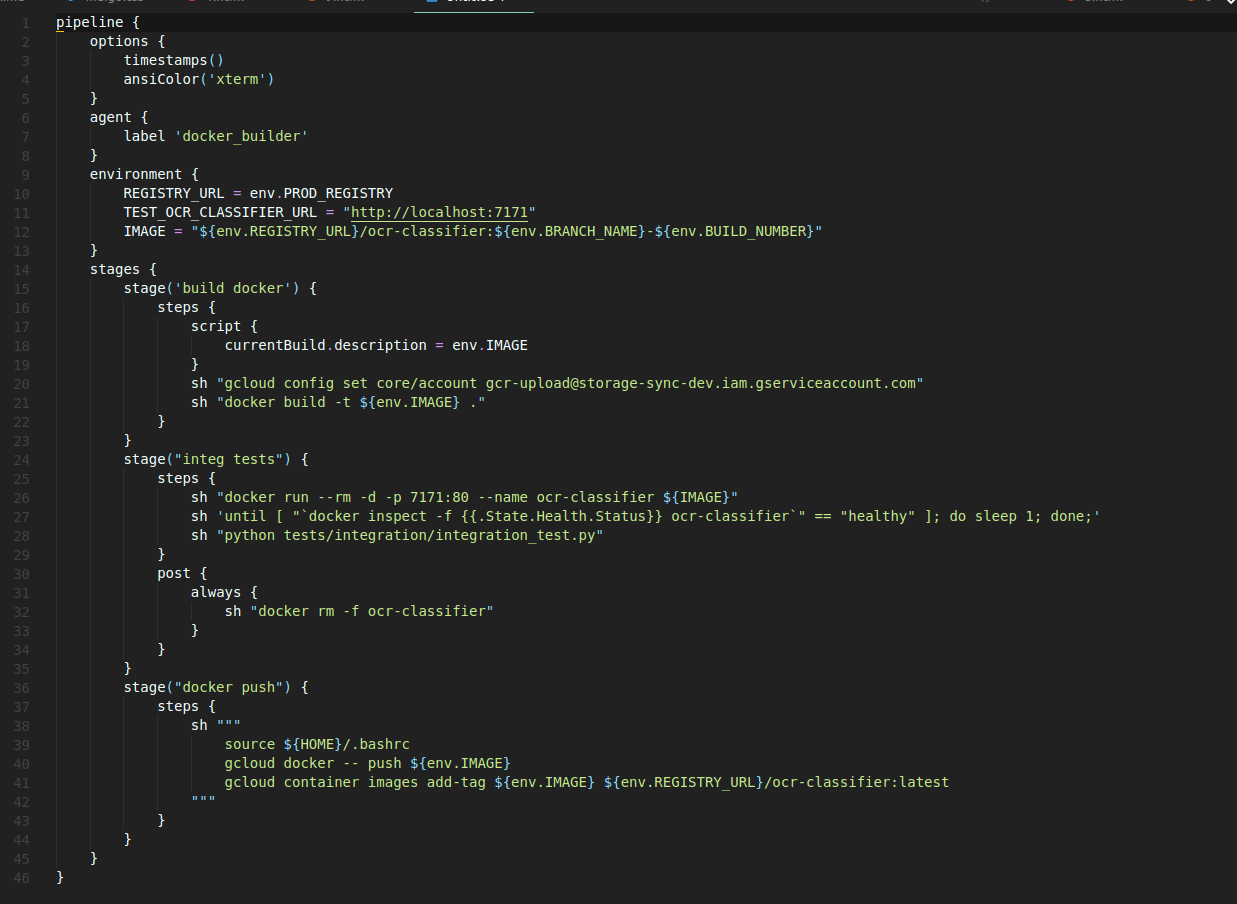 1 pipeline {
2     options {
3         timestamps()
4         ansiColor('xterm')
5     }
6     agent {
7         label 'docker_builder'
8     }
9     environment {
10         REGISTRY_URL = env.PROD_REGISTRY
11         TEST_OCR_CLASSIFIER_URL = "http://localhost:7171"
12         IMAGE = "${env.REGISTRY_URL}/ocr-classifier:${env.BRANCH_NAME}-${env.BUILD_NUMBER}"
13     }
14     stages {
15         stage('build docker') {
16             steps {
17                 script {
18                     currentBuild.description = env.IMAGE
19                 }
20                 sh "gcloud config set core/account gcr-upload@storage-sync-dev.iam.gserviceaccount.com"
21                 sh "docker build -t ${env.IMAGE} ."
22             }
23         }
24         stage("integ tests") {
25             steps {
26                 sh "docker run --rm -d -p 7171:80 --name ocr-classifier ${IMAGE}"
27                 sh 'until [ "`docker inspect -f {{.State.Health.Status}} ocr-classifier`" == "healthy" ]; do sleep 1; done;'
28                 sh "python tests/integration/integration_test.py"
29             }
30             post {
31                 always {
32                     sh "docker rm -f ocr-classifier"
33                 }
34             }
35         }
36         stage("docker push") {
37             steps {
38                 sh """
39                     source ${HOME}/.bashrc
40                     gcloud docker -- push ${env.IMAGE}
41                     gcloud container images add-tag ${env.IMAGE} ${env.REGISTRY_URL}/ocr-classifier:latest
42                 """
43             }
44         }
45     }
46 }